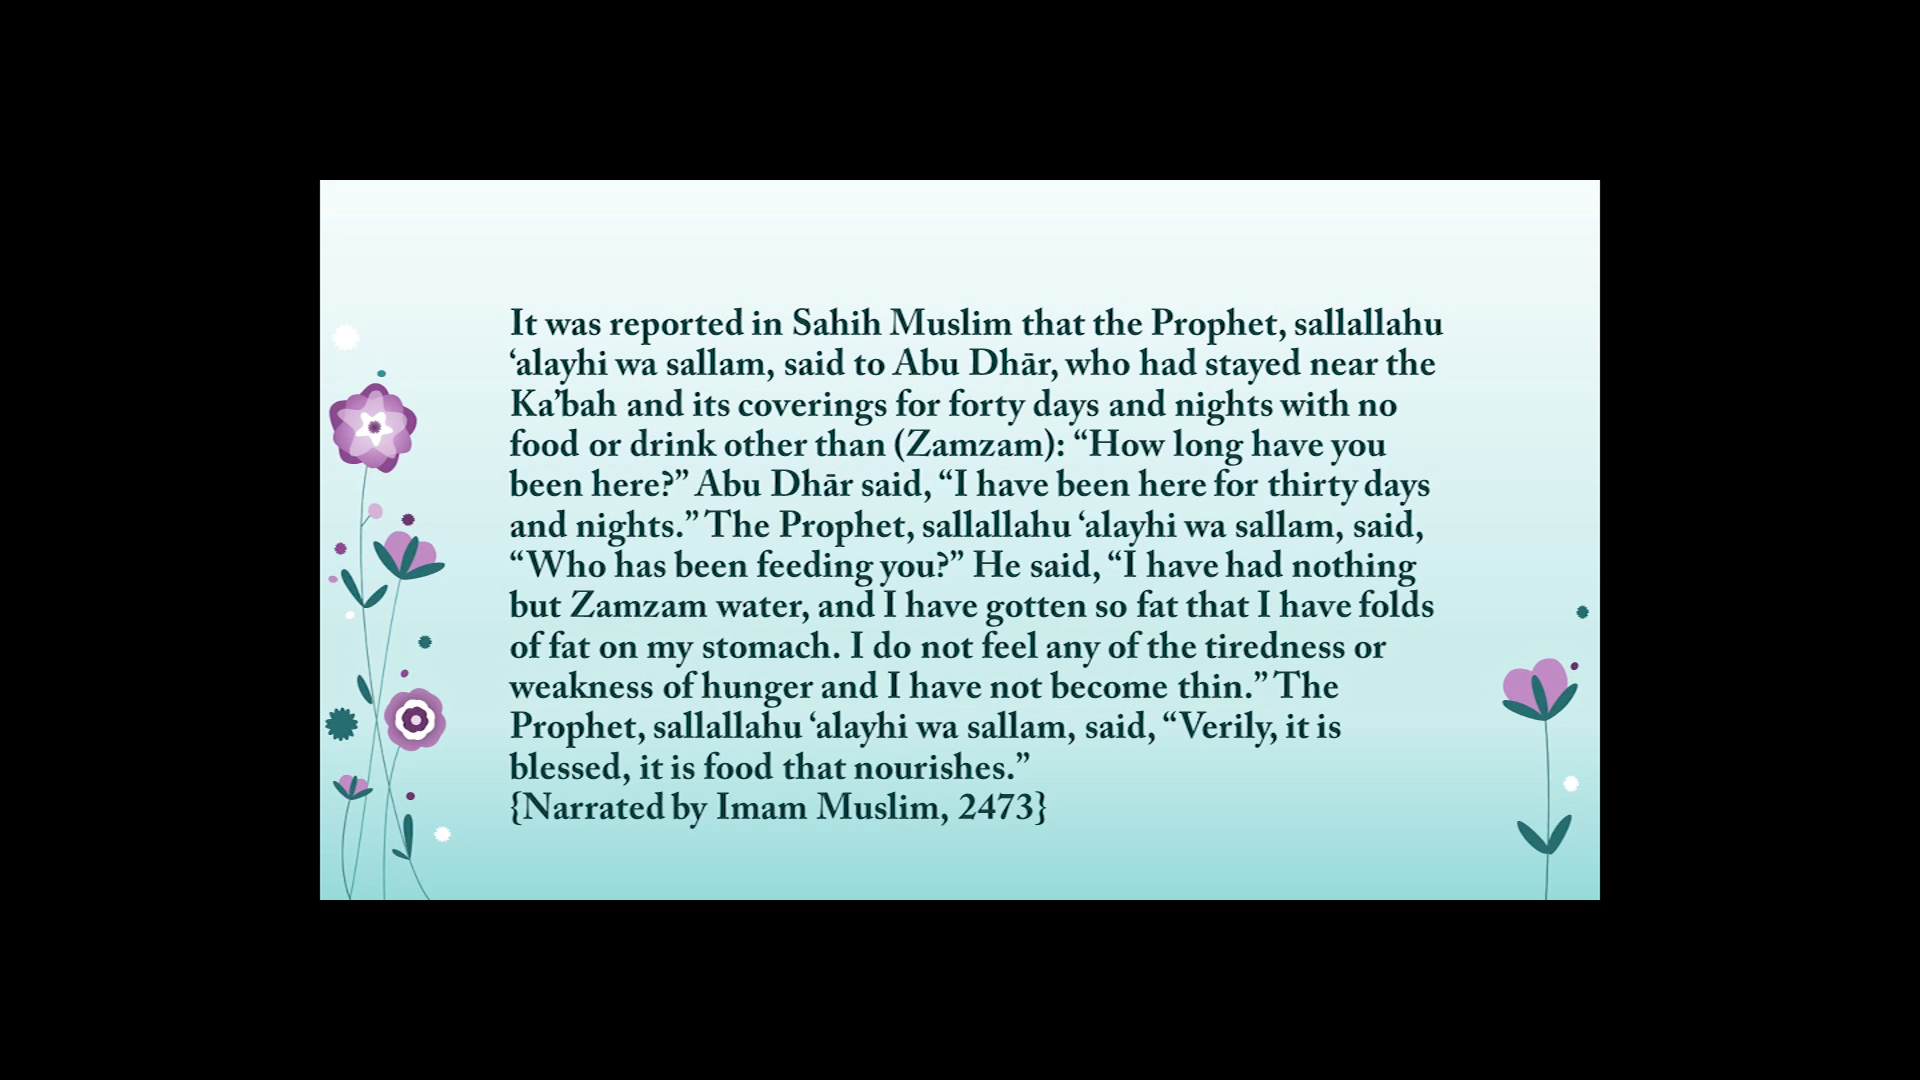 It was reported in Sahih Muslim that the Prophet, sallallahu
‘alayhi wa sallam, said to Abu Dhār, who had stayed near the
Ka’bah and its coverings for forty days and nights with no
food or drink other than (Zamzam): “How long have you
been here?” Abu Dhār said, “I have been here for thirty days
and nights.” The Prophet, sallallahu ‘alayhi wa sallam, said,
“Who has been feeding you?” He said, “I have had nothing
but Zamzam water, and I have gotten so fat that I have folds
of fat on my stomach. I do not feel any of the tiredness or
weakness of hunger and I have not become thin.” The
Prophet, sallallahu ‘alayhi wa sallam, said, “Verily, it is
blessed, it is food that nourishes.”
{Narrated by Imam Muslim, 2473}